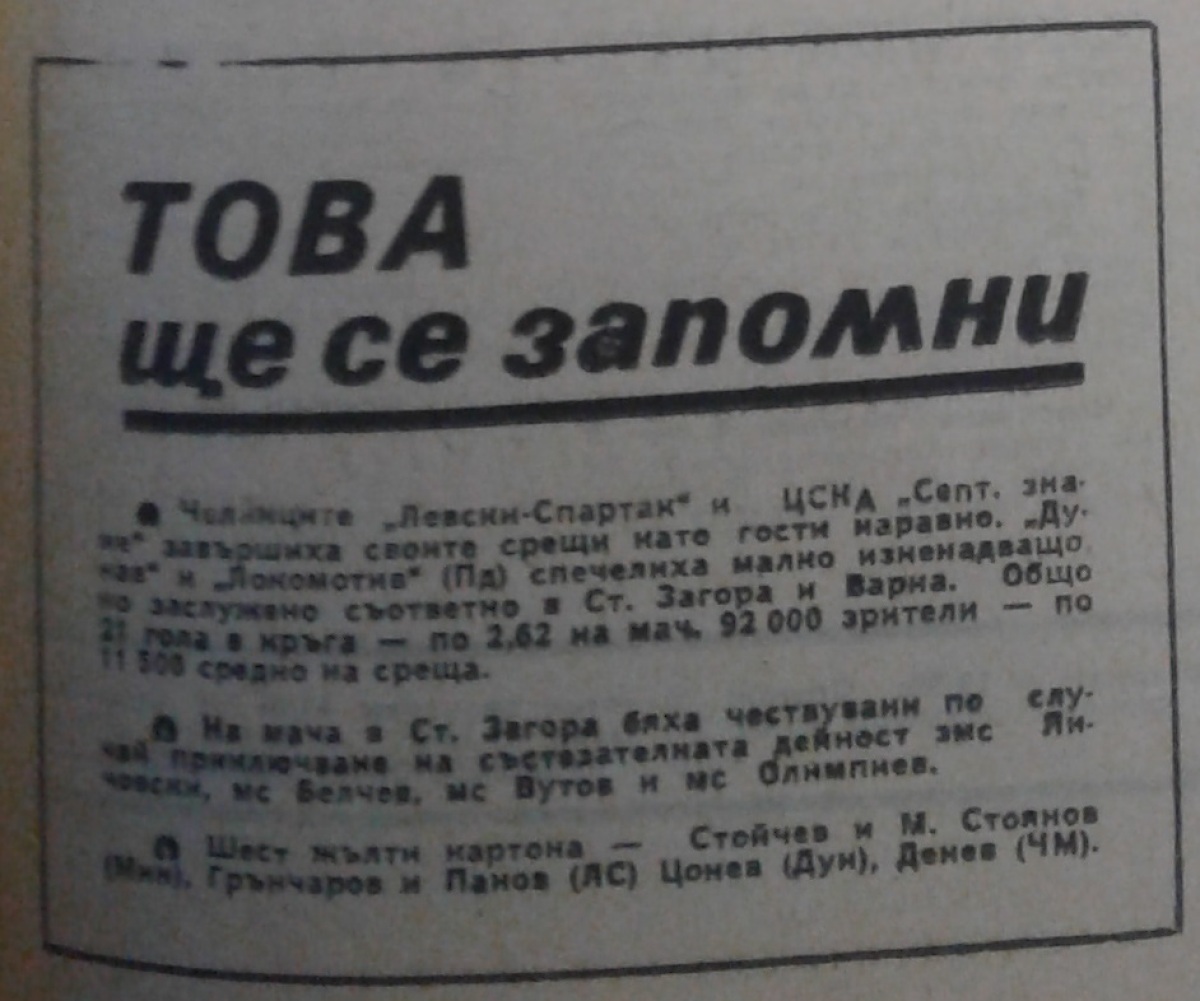 ТОВА
ще се запомни
Челниците „Левски-Спартак“ и ЦСКА „Септ. зна-
ме“ завършиха своите срещи като гости наравно. „Ду-
нав“ и „Локомотив“ (Пд) спечелиха малко изненадващо,
но заслужено съответно в Ст. Загора и Варна. Общо
21 гола в кръга — по 2,62 на мач. 92 000 зрители — по
11 500 средно на среща.
На мача в Ст. Загора бяха чествувани по слу-
чай приключване на състезателната дейност змс Ли-
човски, мс Белчев, мс Вутов и мс Олимпиев.
Шест жълти картона — Стойчев и М. Стоянов
(Мин), Грънчаров и Панов (ЛС) Цонев (Дун), Денев (ЧМ).